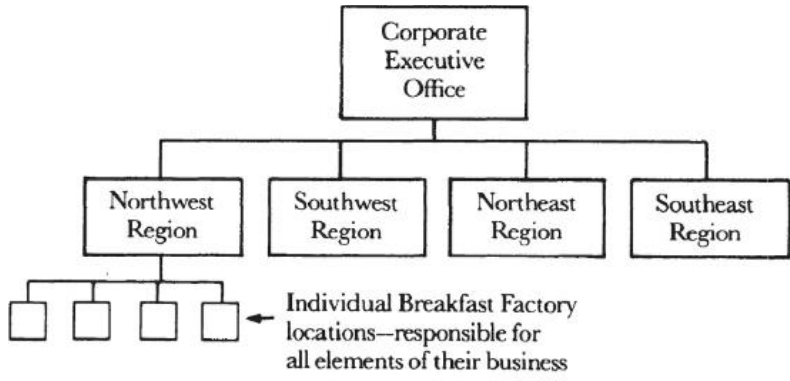 Corporate
Executive
Office
Northwest
Region
Southwest
Region
Northeast
Region
Southeast
Region
Individual Breakfast Factory
locations—responsible for
all elements of their business